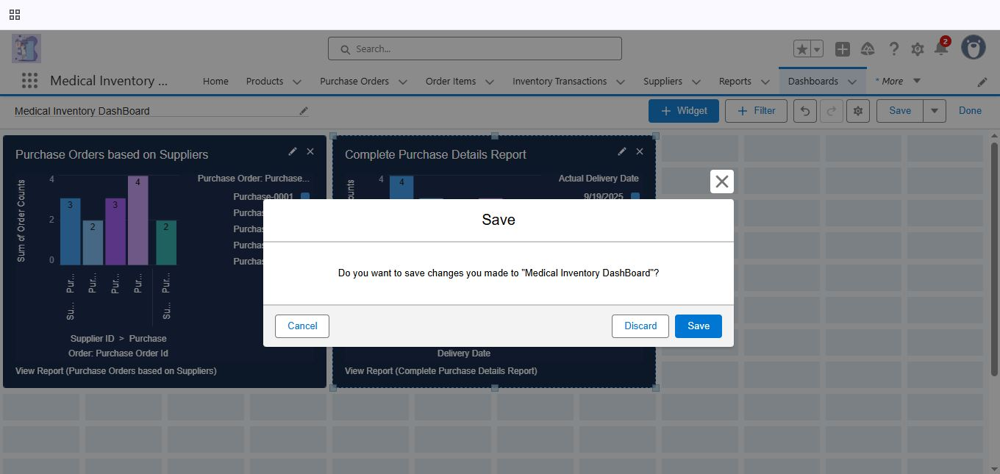 Search...
2
Medical Inventory ...
Home
Products
Purchase Orders
Order Items
Inventory Transactions
Suppliers
Reports
Dashboards
* More
Medical Inventory DashBoard
+ Widget
+ Filter
Save
Done
Purchase Orders based on Suppliers
Sum of Order Counts
4
2
0
3
2
3
4
2
Pur...
Pur...
Pur...
Pur...
Pur...
Su...
Su...
Supplier ID > Purchase
Order: Purchase Order Id
Purchase Order: Purchase...
Purchase-0001
View Report (Purchase Orders based on Suppliers)
Complete Purchase Details Report
4
4
Actual Delivery Date
9/19/2025
Delivery Date
View Report (Complete Purchase Details Report)
Save
Do you want to save changes you made to "Medical Inventory DashBoard"?
Cancel
Discard
Save